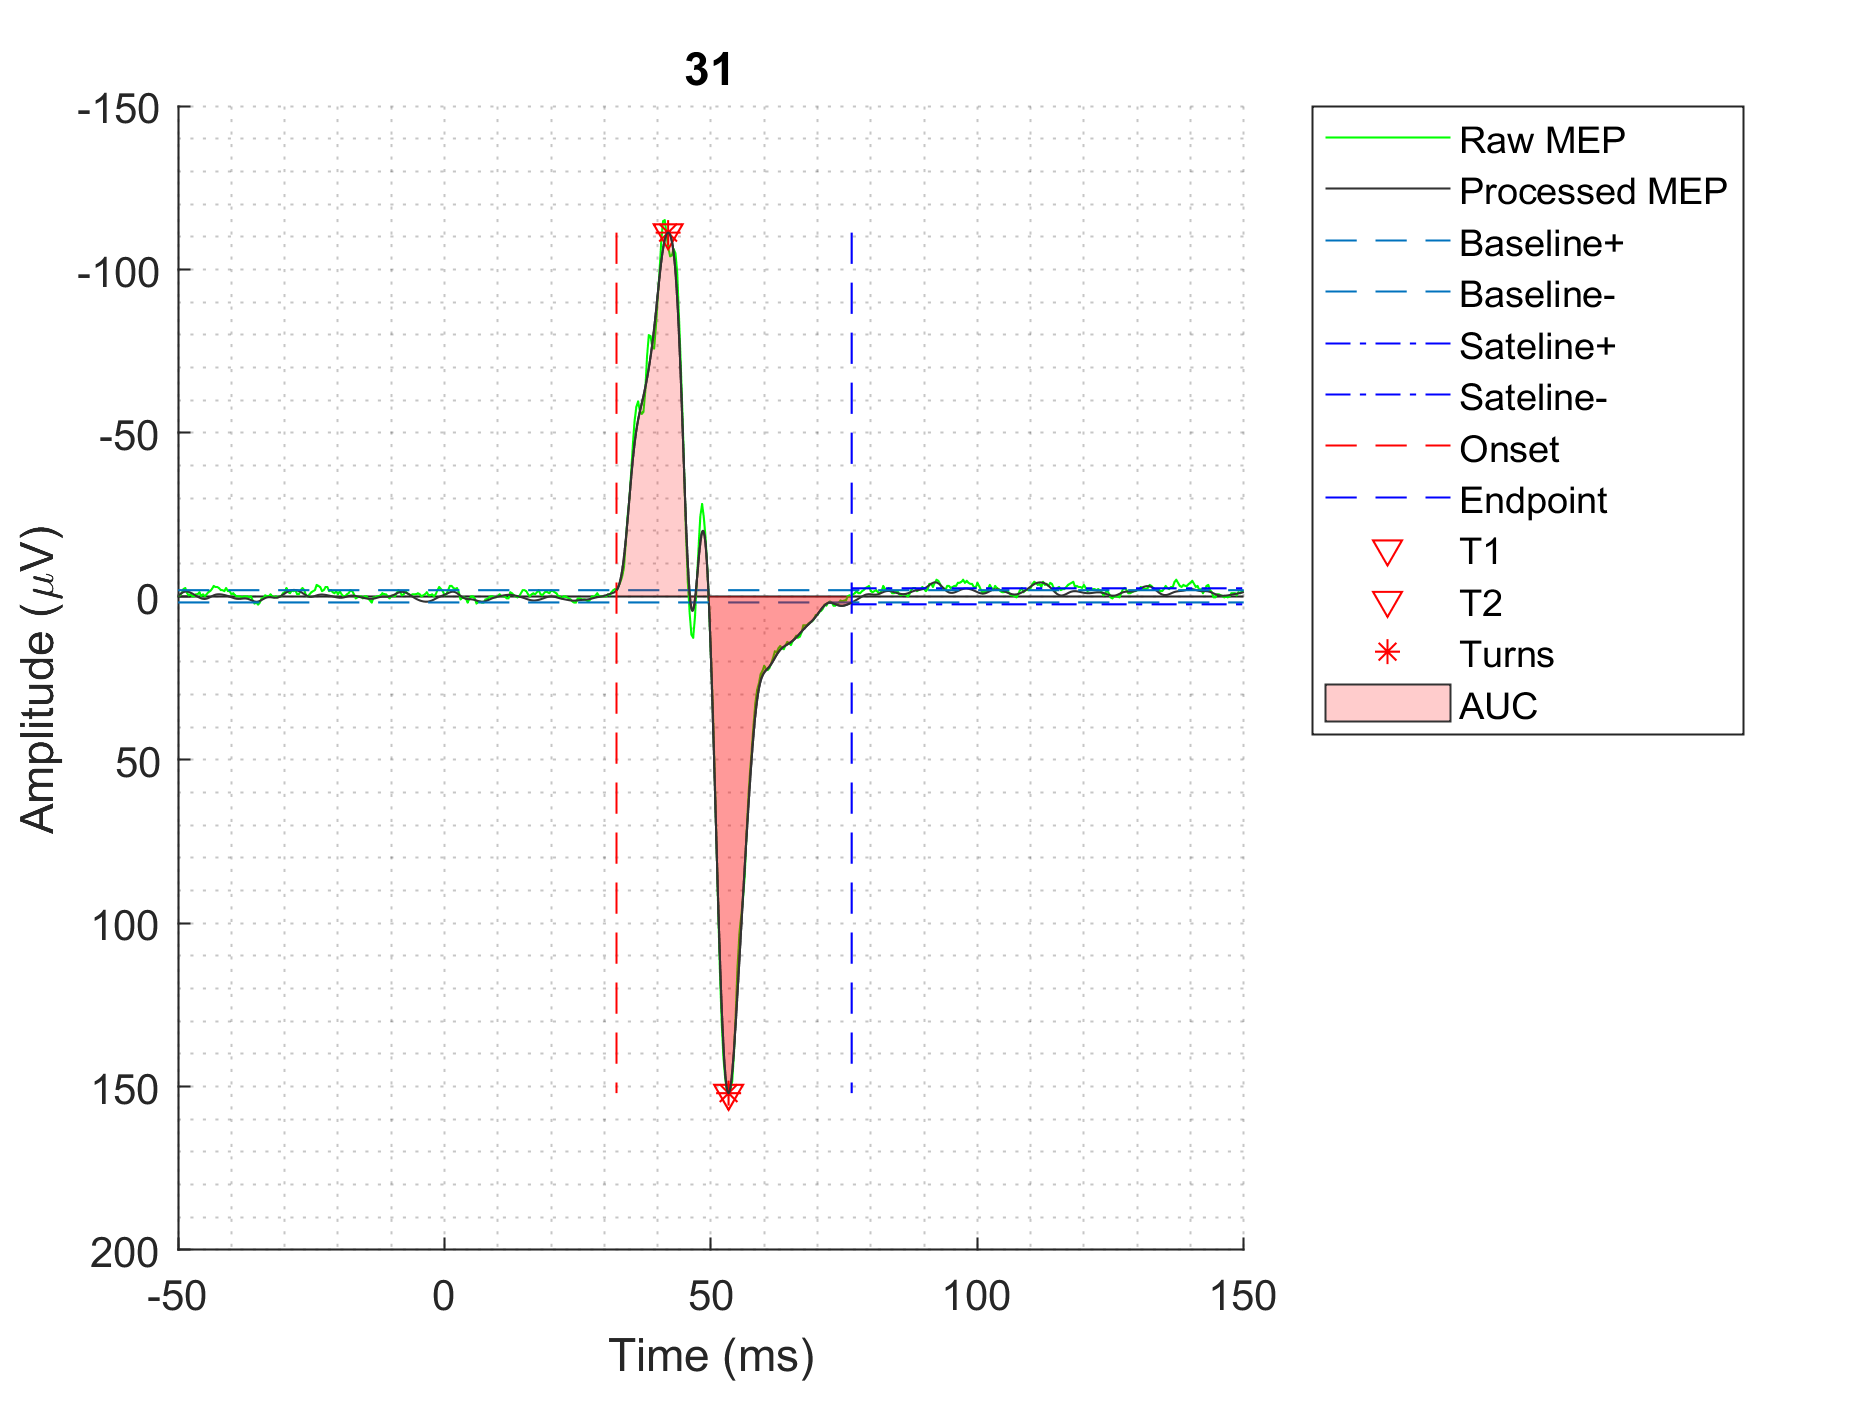 31
-150
-100
-50
0
50
100
150
200
-50
0
50
100
150
Time (ms)
Amplitude (μV)
Raw MEP
Processed MEP
Baseline+
Baseline-
Sateline+
Sateline-
Onset
Endpoint
T1
T2
Turns
AUC